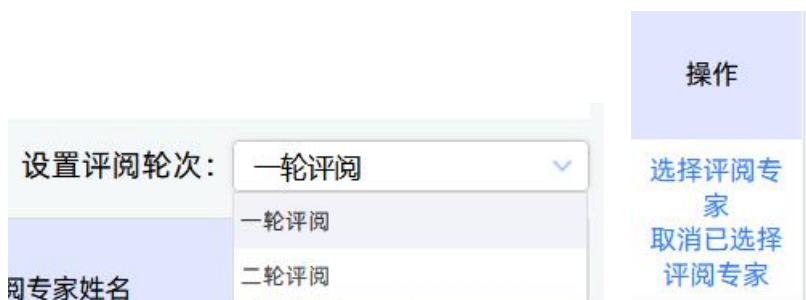 设置评阅轮次：
一轮评阅
一轮评阅
二轮评阅
阅专家姓名
操作
选择评阅专
家
取消已选择
评阅专家